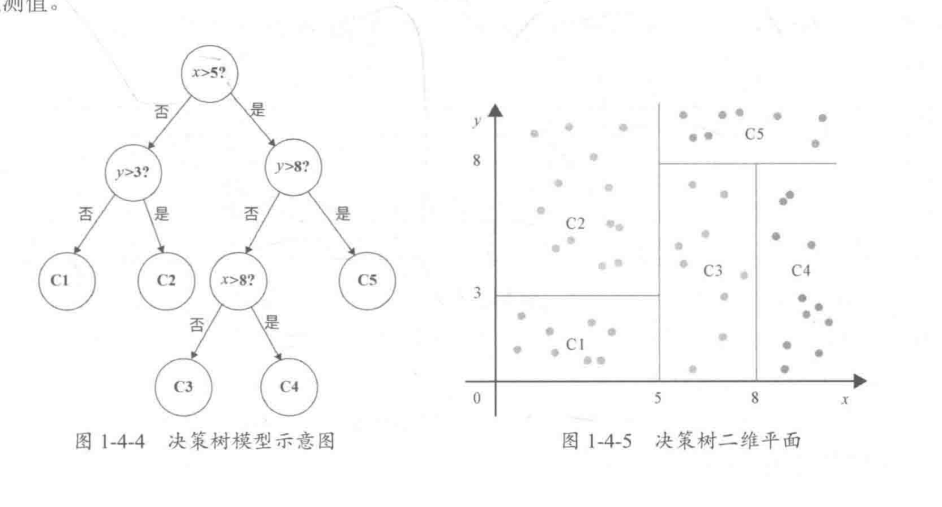 测值。
x>5?
否
是
y>3?
y>8?
否
是
否
是
C1
C2
x>8?
C5
否
是
C3
C4
图 1-4-4 决策树模型示意图
y
8
3
0
5
8
x
C5
C2
C3
C4
C1
图 1-4-5 决策树二维平面